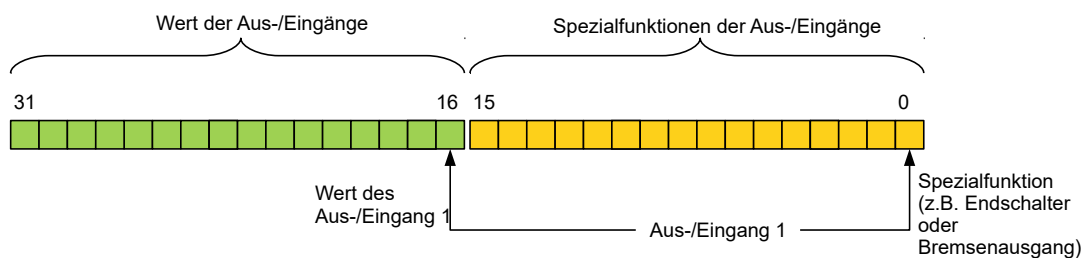 Wert der Aus-/Eingänge
Spezialfunktionen der Aus-/Eingänge
31
16
15
0
Wert des
Aus-/Eingang 1
Aus-/Eingang 1
Spezialfunktion
(z.B. Endschalter
oder
Bremsenausgang)